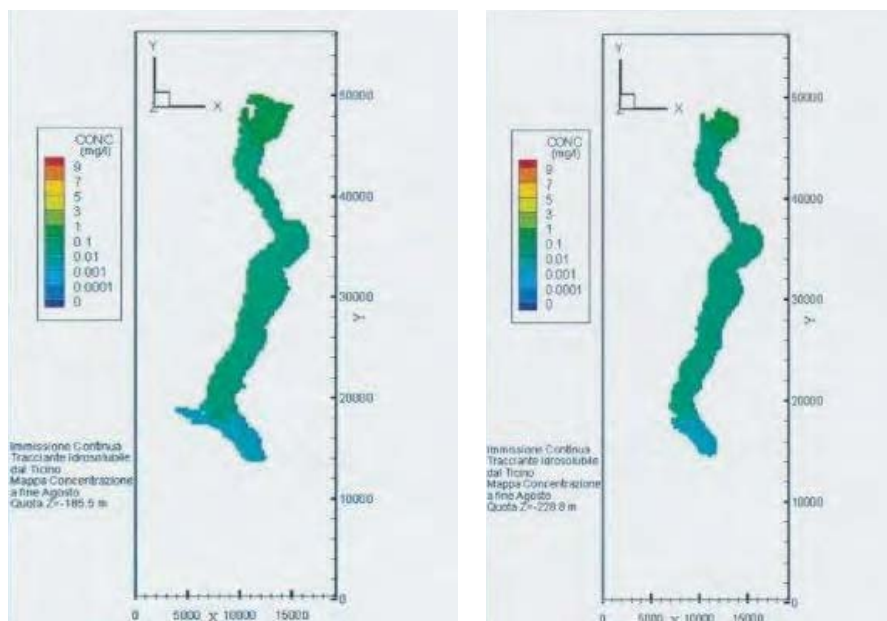 Y
Z X
CONC
(mg/l)
9
7
5
3
1
0.1
0.01
0.001
0.0001
0
50000
40000
30000
Y
20000
10000
0
0 5000 X 10000 15000
Immissione Continua
Tracciante Idrosolubile
dal Ticino
Mappa Concentrazione
a fine Agosto
Quota Z=-185.5 m
Y
Z X
CONC
(mg/l)
9
7
5
3
1
0.1
0.01
0.001
0.0001
0
50000
40000
30000
Y
20000
10000
0
0 5000 X 10000 15000
Immissione Continua
Tracciante Idrosolubile
dal Ticino
Mappa Concentrazione
a fine Agosto
Quota Z=-228.8 m